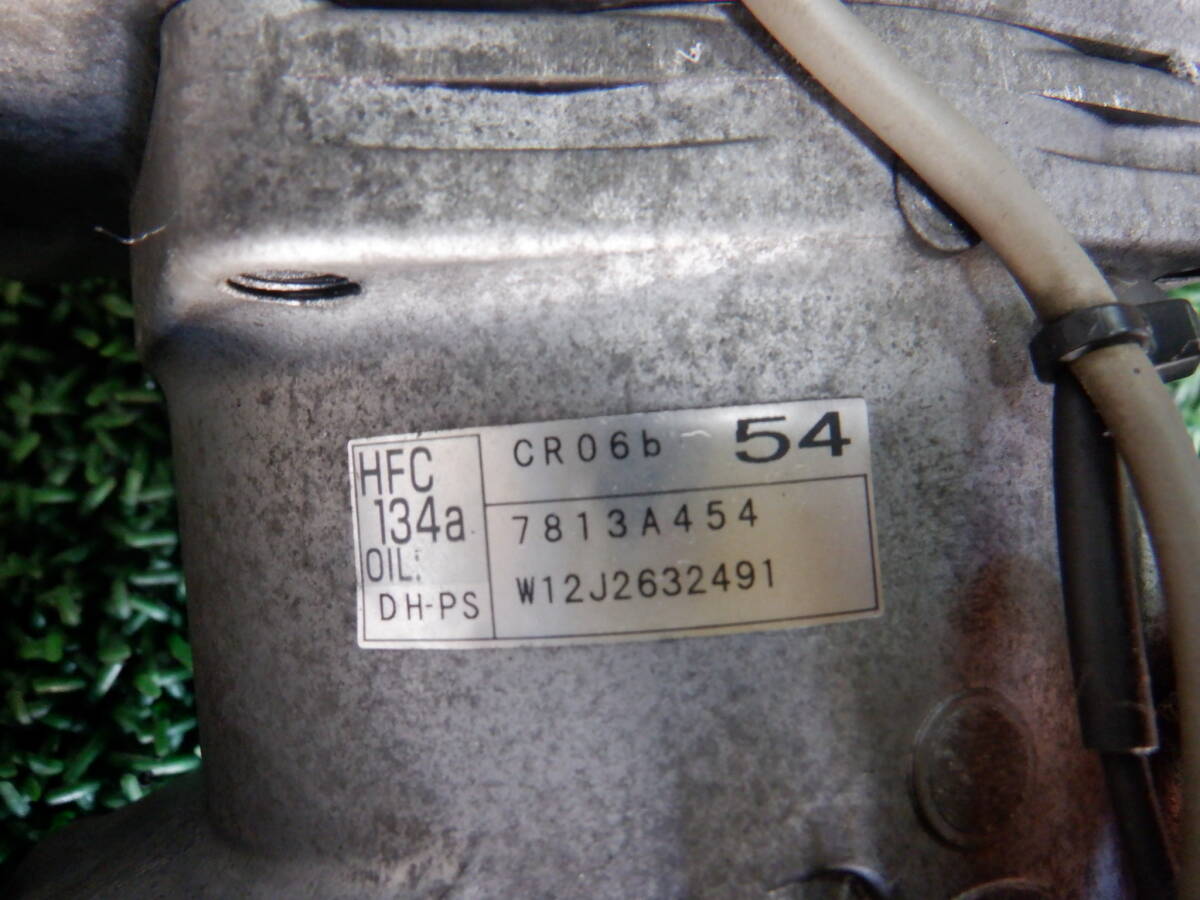 HFC
134a
OIL:
DH-PS
CR06b 54
7813A454
W12J2632491